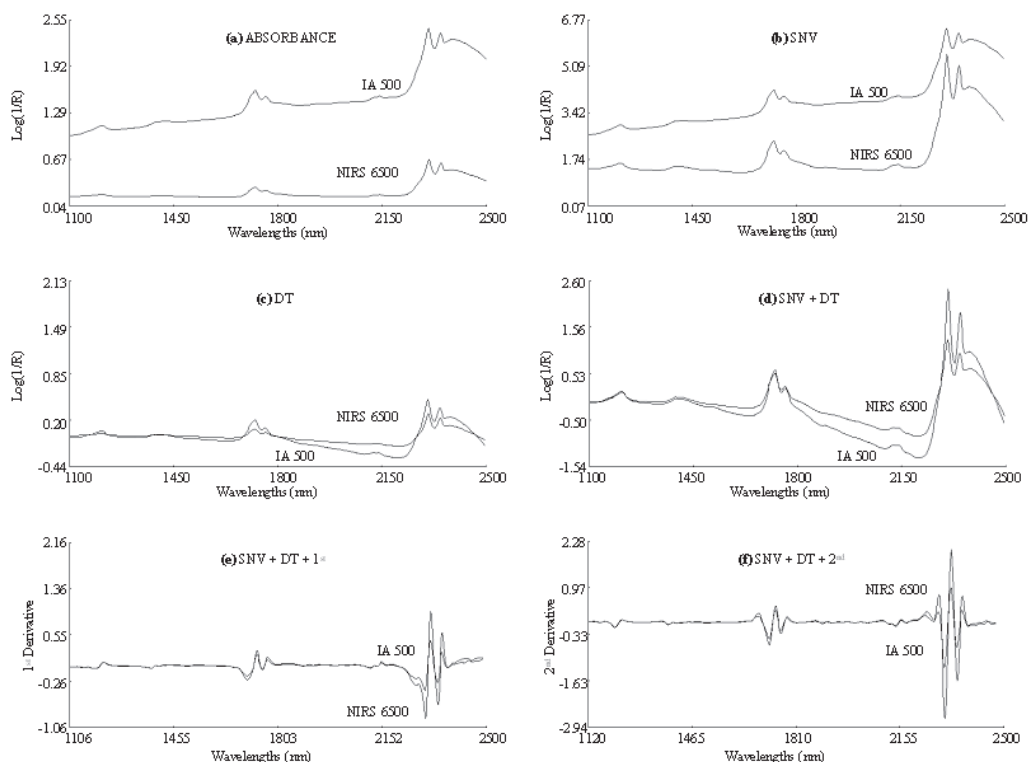 (a) ABSORBANCE
2.55
1.92
1.29
0.67
0.04
Log(1/R)
IA 500
NIRS 6500
1100 1450 1800 2150 2500
Wavelengths (nm)
(b) SNV
6.77
5.09
3.42
1.74
0.07
Log(1/R)
IA 500
NIRS 6500
1100 1450 1800 2150 2500
Wavelengths (nm)
(c) DT
2.13
1.49
0.85
0.20
-0.44
Log(1/R)
NIRS 6500
IA 500
1100 1450 1800 2150 2500
Wavelengths (nm)
(d) SNV + DT
2.60
1.56
0.53
-0.50
-1.54
Log(1/R)
NIRS 6500
IA 500
1100 1450 1800 2150 2500
Wavelengths (nm)
(e) SNV + DT + 1st
2.16
1.36
0.55
-0.26
-1.06
1st Derivative
IA 500
NIRS 6500
1106 1455 1803 2152 2500
Wavelengths (nm)
(f) SNV + DT + 2nd
2.28
0.97
-0.33
-1.63
-2.94
2nd Derivative
NIRS 6500
IA 500
1120 1465 1810 2155 2500
Wavelengths (nm)